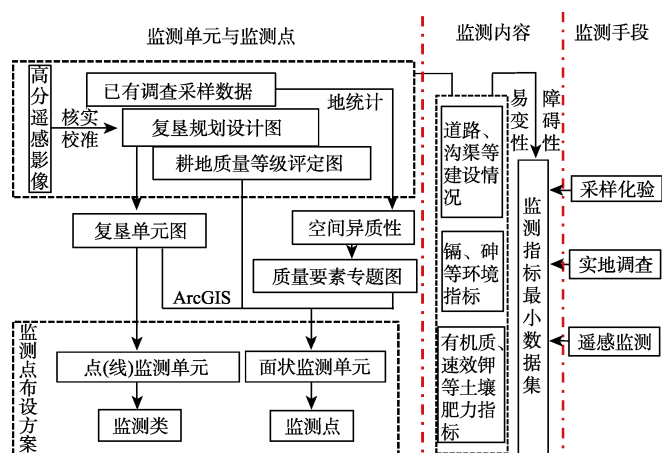 监测单元与监测点
监测内容
监测手段
高分遥感影像
核实
校准
已有调查采样数据
复垦规划设计图
耕地质量等级评定图
地统计
复垦单元图
空间异质性
质量要素专题图
ArcGIS
监测点布设方案
点(线)监测单元
面状监测单元
监测类
监测点
道路、
沟渠等
建设情
况
镉、砷
等环境
指标
有机质、
速效钾
等土壤
肥力指
标
易变性
障碍性
监测指标最小数据集
采样化验
实地调查
遥感监测